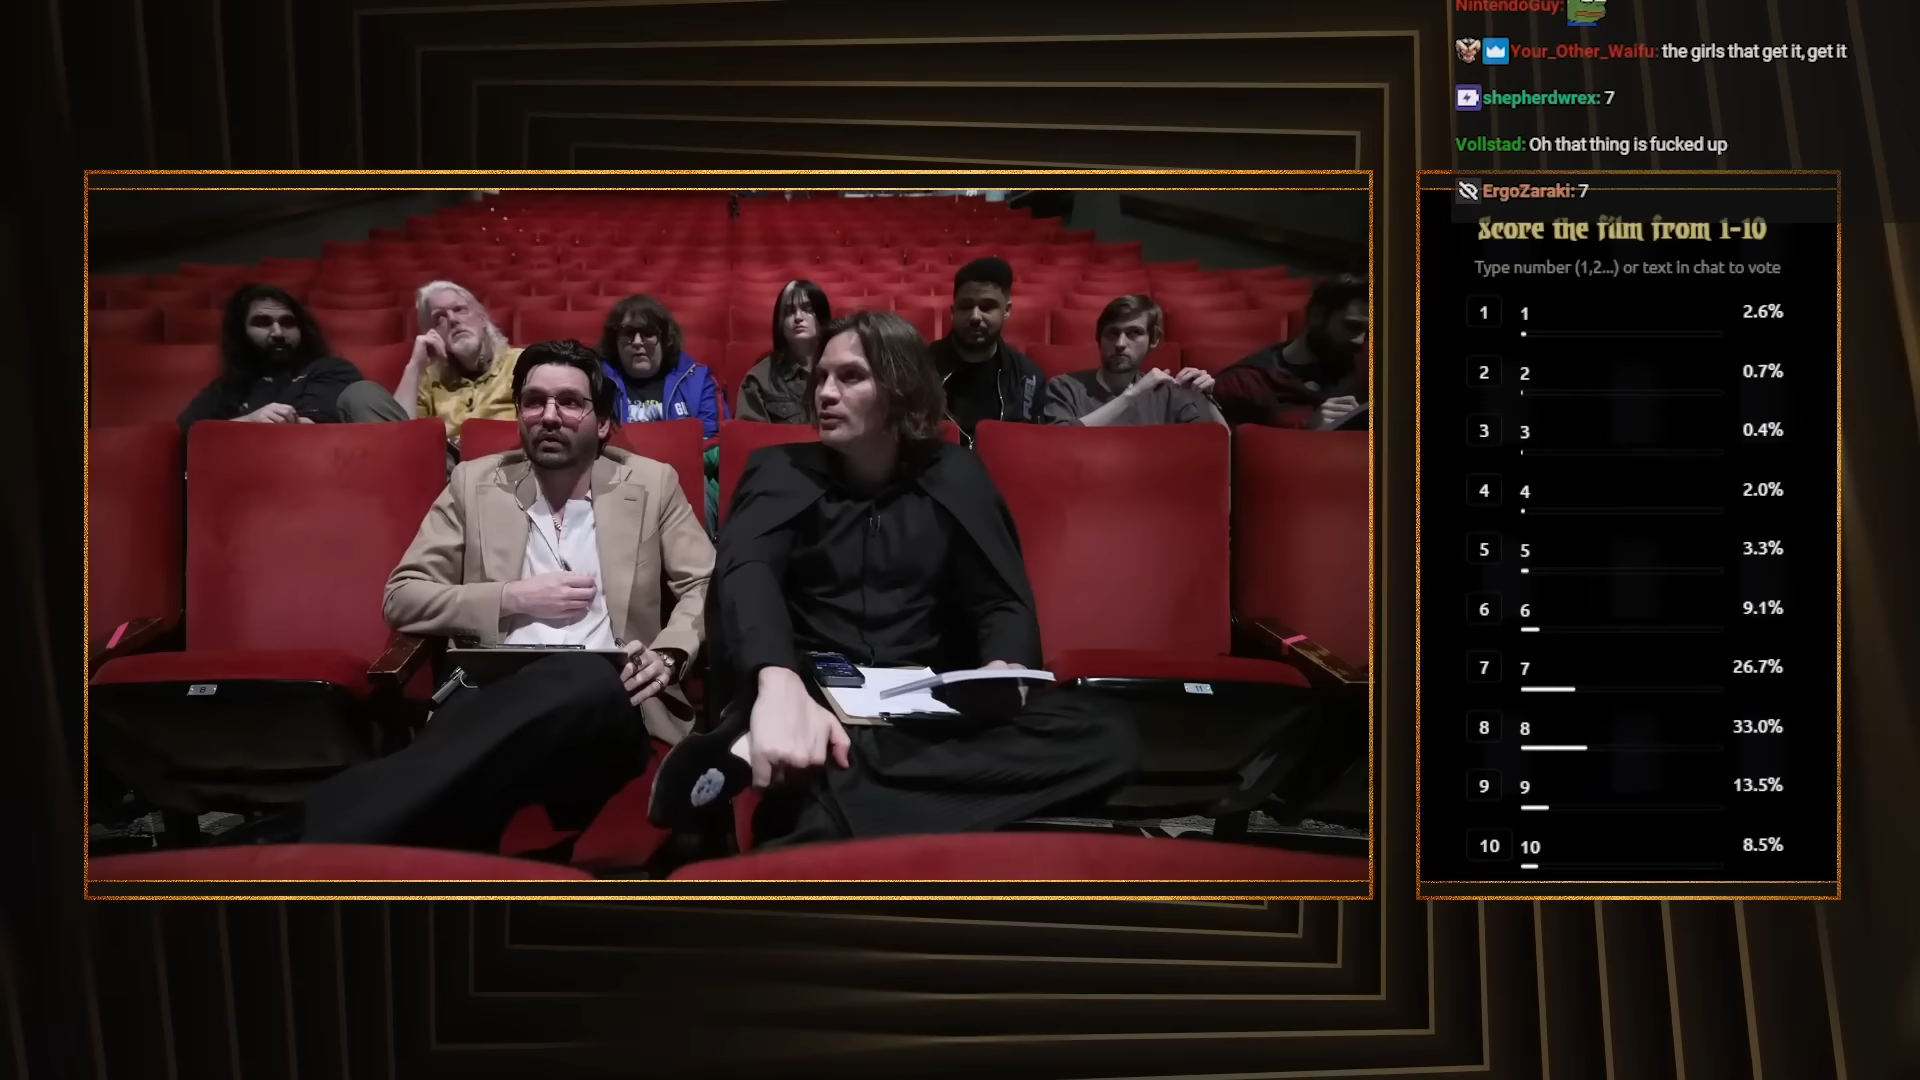 NintendoGuy:
Your_Other_Waifu: the girls that get it, get it
shepherdwrex: 7
Vollstad: Oh that thing is fucked up
ErgoZaraki: 7
Score the film from 1-10
Type number (1,2...) or text in chat to vote
1 1 2.6%
2 2 0.7%
3 3 0.4%
4 4 2.0%
5 5 3.3%
6 6 9.1%
7 7 26.7%
8 8 33.0%
9 9 13.5%
10 10 8.5%
8
11